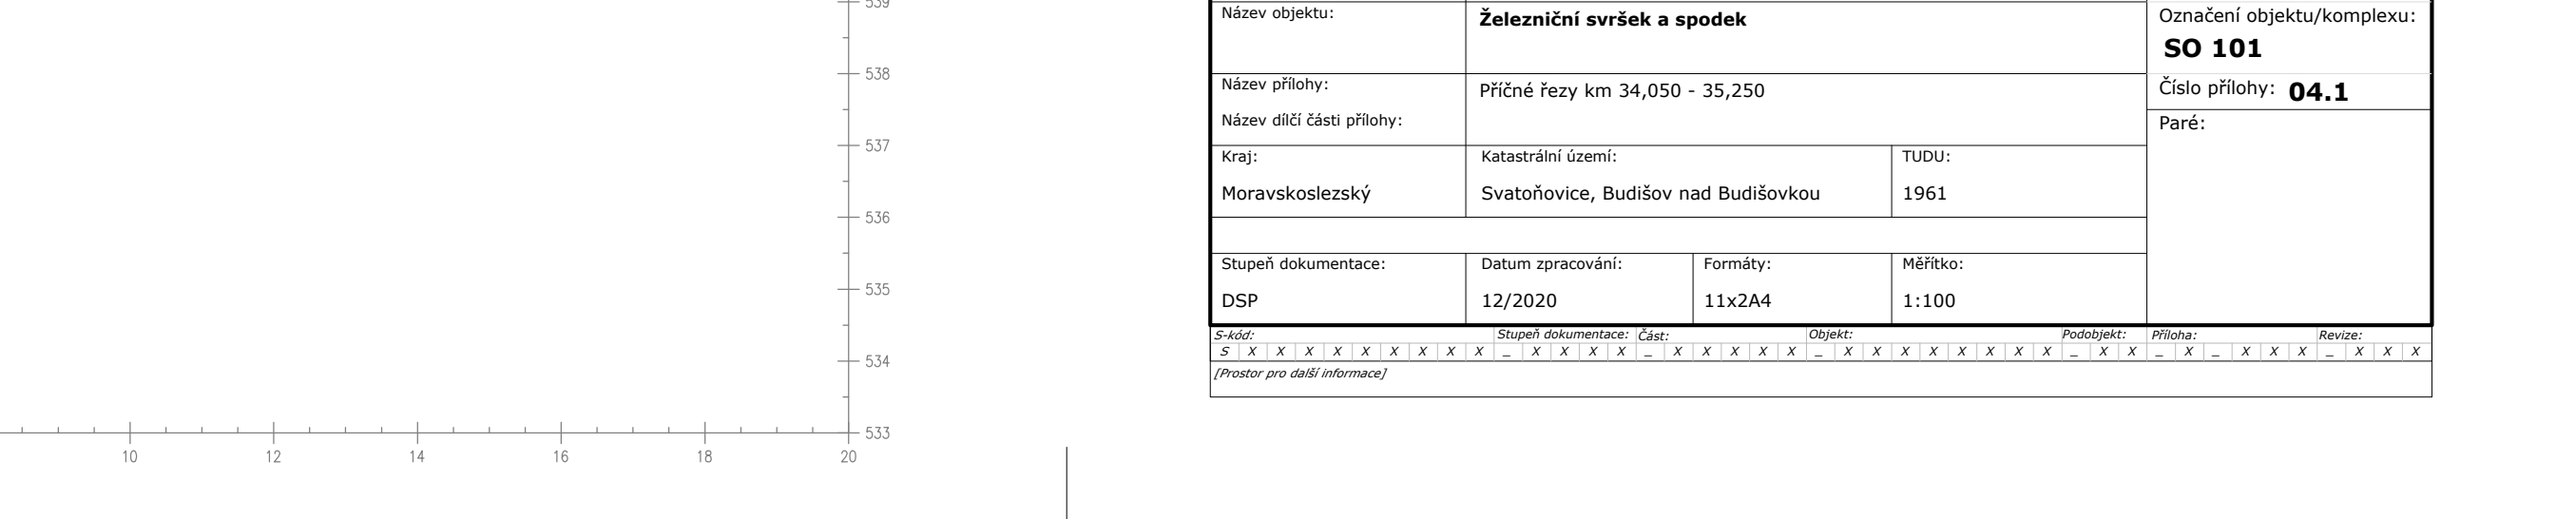 539
538
537
536
535
534
533
10 12 14 16 18 20
Název objektu: Železniční svršek a spodek
Označení objektu/komplexu:
SO 101
Název přílohy: Příčné řezy km 34,050 - 35,250
Číslo přílohy: 04.1
Název dílčí části přílohy:
Paré:
Kraj: Katastrální území: TUDU:
Moravskoslezský Svatoňovice, Budišov nad Budišovkou 1961
Stupeň dokumentace: Datum zpracování: Formáty: Měřítko:
DSP 12/2020 11x2A4 1:100
S-kód: Stupeň dokumentace: Část: Objekt: Podobjekt: Příloha: Revize:
S X X X X X X X X X _ X X X X _ X X X X X _ X X X X X X X X _ X X _ X _ X X X _ X X X
[Prostor pro další informace]